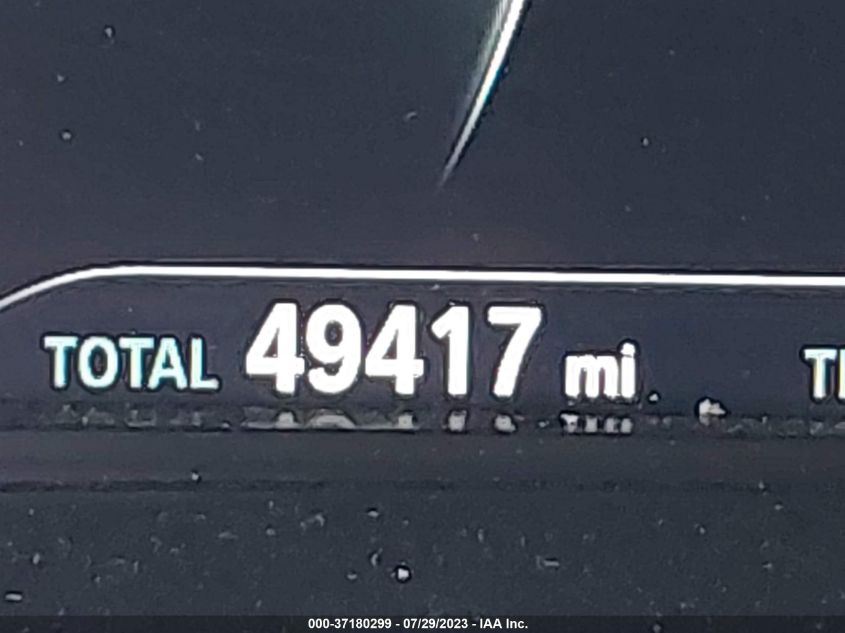 TOTAL 49417 mi
000-37180299 - 07/29/2023 - IAA Inc.